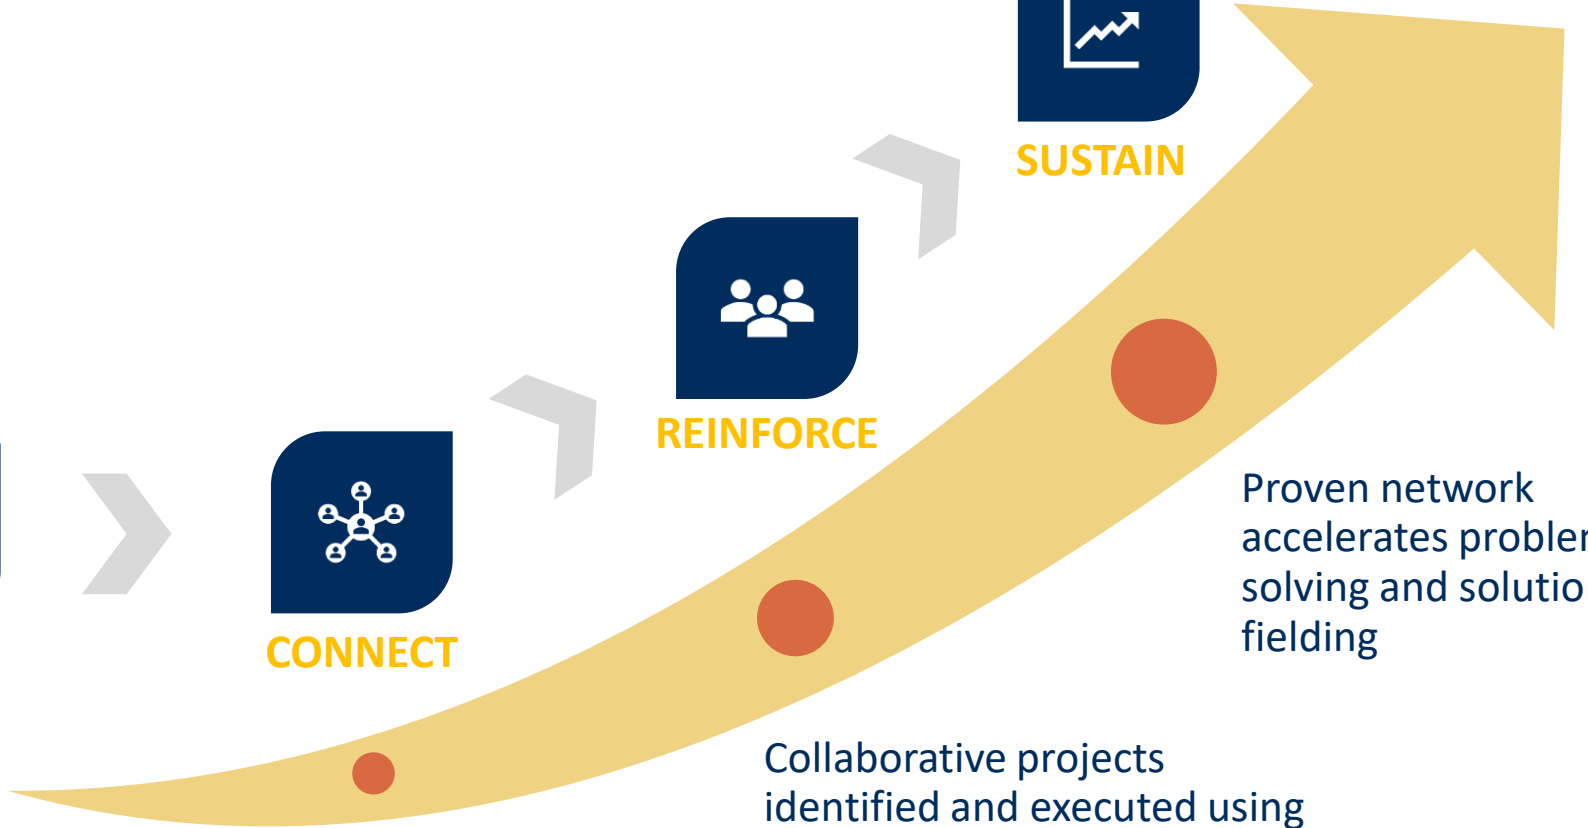 SUSTAIN
REINFORCE
CONNECT
Proven network
accelerates
solving and
fielding
Collaborative projects
identified and executed using